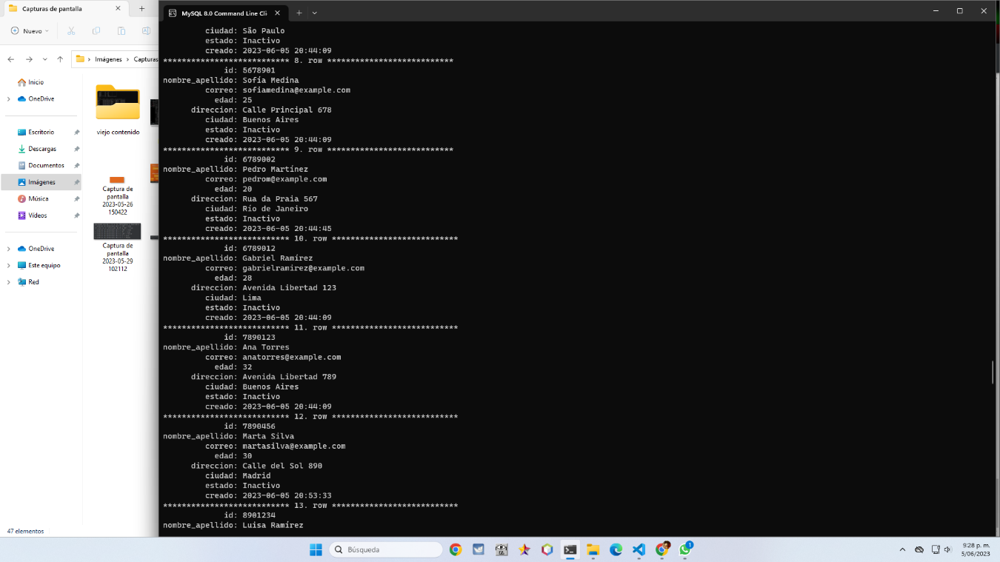 Capturas de pantalla
Nuevo
Imágenes > Capturas
Inicio
OneDrive
Escritorio
Descargas
Documentos
Imágenes
Música
Vídeos
OneDrive
Este equipo
Red
viejo contenido
Captura de
pantalla
2023-05-26
150422
Captura de
pantalla
2023-05-29
102112
47 elementos
MySQL 8.0 Command Line Cli
ciudad: São Paulo
estado: Inactivo
creado: 2023-06-05 20:44:09
*************************** 8. row ***************************
id: 5678901
nombre_apellido: Sofía Medina
correo: sofiamedina@example.com
edad: 25
direccion: Calle Principal 678
ciudad: Buenos Aires
estado: Inactivo
creado: 2023-06-05 20:44:09
*************************** 9. row ***************************
id: 6789002
nombre_apellido: Pedro Martínez
correo: pedrom@example.com
edad: 20
direccion: Rua da Praia 567
ciudad: Río de Janeiro
estado: Inactivo
creado: 2023-06-05 20:44:45
*************************** 10. row ***************************
id: 6789012
nombre_apellido: Gabriel Ramírez
correo: gabrielramirez@example.com
edad: 28
direccion: Avenida Libertad 123
ciudad: Lima
estado: Inactivo
creado: 2023-06-05 20:44:09
*************************** 11. row ***************************
id: 7890123
nombre_apellido: Ana Torres
correo: anatorres@example.com
edad: 32
direccion: Avenida Libertad 789
ciudad: Buenos Aires
estado: Inactivo
creado: 2023-06-05 20:44:09
*************************** 12. row ***************************
id: 7890456
nombre_apellido: Marta Silva
correo: martasilva@example.com
edad: 30
direccion: Calle del Sol 890
ciudad: Madrid
estado: Inactivo
creado: 2023-06-05 20:53:33
*************************** 13. row ***************************
id: 8901234
nombre_apellido: Luisa Ramírez
Búsqueda
1
9:28 p. m.
5/06/2023